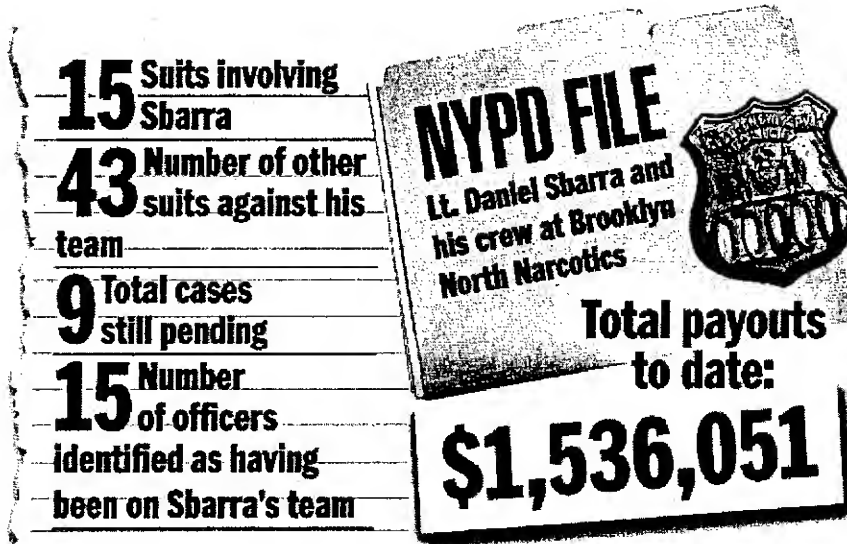 15 Suits involving
Sbarra
43 Number of other
suits against his
team
9 Total cases
still pending
15 Number
of officers
identified as having
been on Sbarra's team
NYPD FILE
Lt. Daniel Sbarra and
his crew at Brooklyn
North Narcotics
Total payouts
to date:
$1,536,051